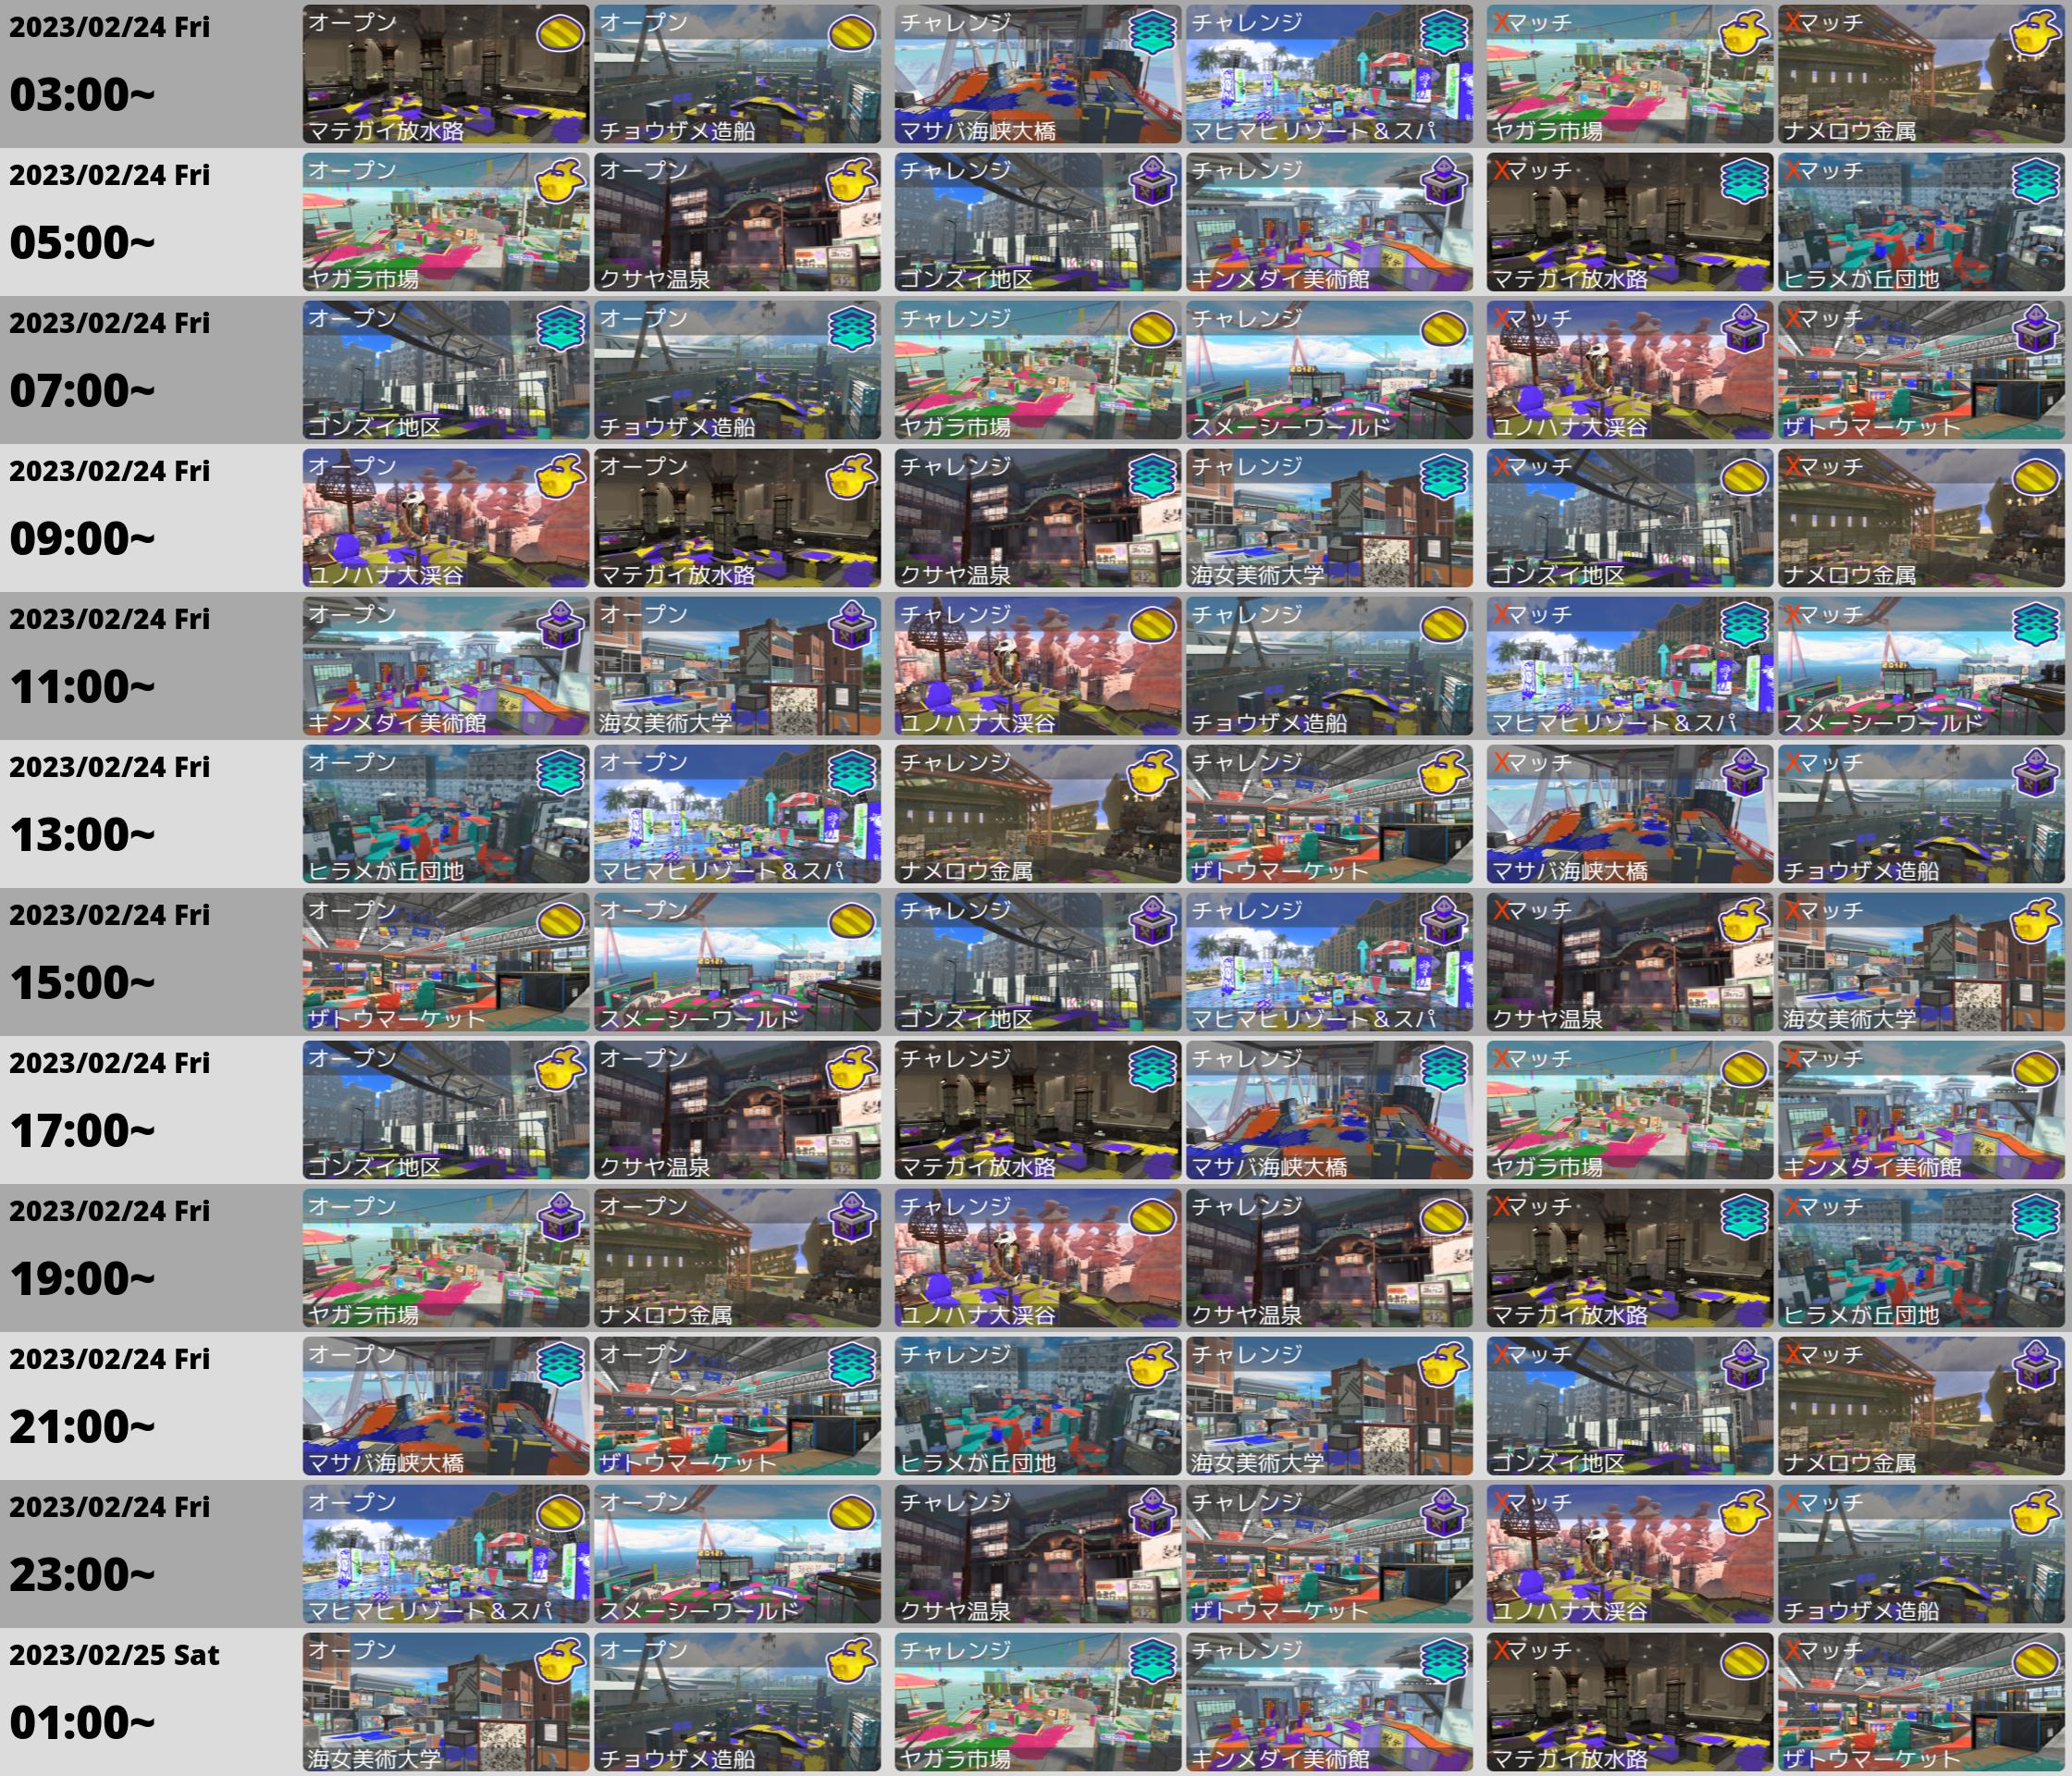 2023/02/24 Fri
03:00~
オープン オープン チャレンジ チャレンジ Xマッチ Xマッチ
マテガイ放水路 チョウザメ造船 マサバ海峡大橋 マヒマヒリゾート＆スパ ヤガラ市場 ナメロウ金属
2023/02/24 Fri
05:00~
オープン オープン チャレンジ チャレンジ Xマッチ Xマッチ
ヤガラ市場 クサヤ温泉 ゴンズイ地区 キンメダイ美術館 マテガイ放水路 ヒラメが丘団地
2023/02/24 Fri
07:00~
オープン オープン チャレンジ チャレンジ Xマッチ Xマッチ
ゴンズイ地区 チョウザメ造船 ヤガラ市場 スメーシーワールド ユノハナ大渓谷 ザトウマーケット
2023/02/24 Fri
09:00~
オープン オープン チャレンジ チャレンジ Xマッチ Xマッチ
ユノハナ大渓谷 マテガイ放水路 クサヤ温泉 海女美術大学 ゴンズイ地区 ナメロウ金属
2023/02/24 Fri
11:00~
オープン オープン チャレンジ チャレンジ Xマッチ Xマッチ
キンメダイ美術館 海女美術大学 ユノハナ大渓谷 チョウザメ造船 マヒマヒリゾート＆スパ スメーシーワールド
2023/02/24 Fri
13:00~
オープン オープン チャレンジ チャレンジ Xマッチ Xマッチ
ヒラメが丘団地 マヒマヒリゾート＆スパ ナメロウ金属 ザトウマーケット マサバ海峡大橋 チョウザメ造船
2023/02/24 Fri
15:00~
オープン オープン チャレンジ チャレンジ Xマッチ Xマッチ
ザトウマーケット スメーシーワールド ゴンズイ地区 マヒマヒリゾート＆スパ クサヤ温泉 海女美術大学
2023/02/24 Fri
17:00~
オープン オープン チャレンジ チャレンジ Xマッチ Xマッチ
ゴンズイ地区 クサヤ温泉 マテガイ放水路 マサバ海峡大橋 ヤガラ市場 キンメダイ美術館
2023/02/24 Fri
19:00~
オープン オープン チャレンジ チャレンジ Xマッチ Xマッチ
ヤガラ市場 ナメロウ金属 ユノハナ大渓谷 クサヤ温泉 マテガイ放水路 ヒラメが丘団地
2023/02/24 Fri
21:00~
オープン オープン チャレンジ チャレンジ Xマッチ Xマッチ
マサバ海峡大橋 ザトウマーケット ヒラメが丘団地 海女美術大学 ゴンズイ地区 ナメロウ金属
2023/02/24 Fri
23:00~
オープン オープン チャレンジ チャレンジ Xマッチ Xマッチ
マヒマヒリゾート＆スパ スメーシーワールド クサヤ温泉 ザトウマーケット ユノハナ大渓谷 チョウザメ造船
2023/02/25 Sat
01:00~
オープン オープン チャレンジ チャレンジ Xマッチ Xマッチ
海女美術大学 チョウザメ造船 ヤガラ市場 キンメダイ美術館 マテガイ放水路 ザトウマーケット